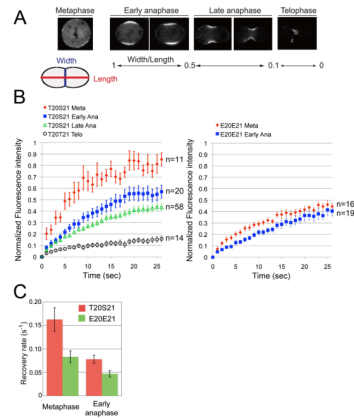 A
Metaphase
Early anaphase
Late anaphase
Telophase
Width
Length
Width/Length
1
0.5
0.1
0
B
T20S21 Meta
T20S21 Early Ana
T20S21 Late Ana
T20T21 Telo
Normalized Fluorescence intensity
1
0.9
0.8
0.7
0.6
0.5
0.4
0.3
0.2
0.1
0
n=11
n=20
n=58
n=14
0 5 10 15 20 25
Time (sec)
E20E21 Meta
E20E21 Early Ana
Normalized Fluorescence intensity
1
0.9
0.8
0.7
0.6
0.5
0.4
0.3
0.2
0.1
0
n=16
n=19
0 5 10 15 20 25
Time (sec)
C
T20S21
E20E21
Recovery rate (s-1)
0.20
0.15
0.10
0.05
0.00
Metaphase
Early
anaphase